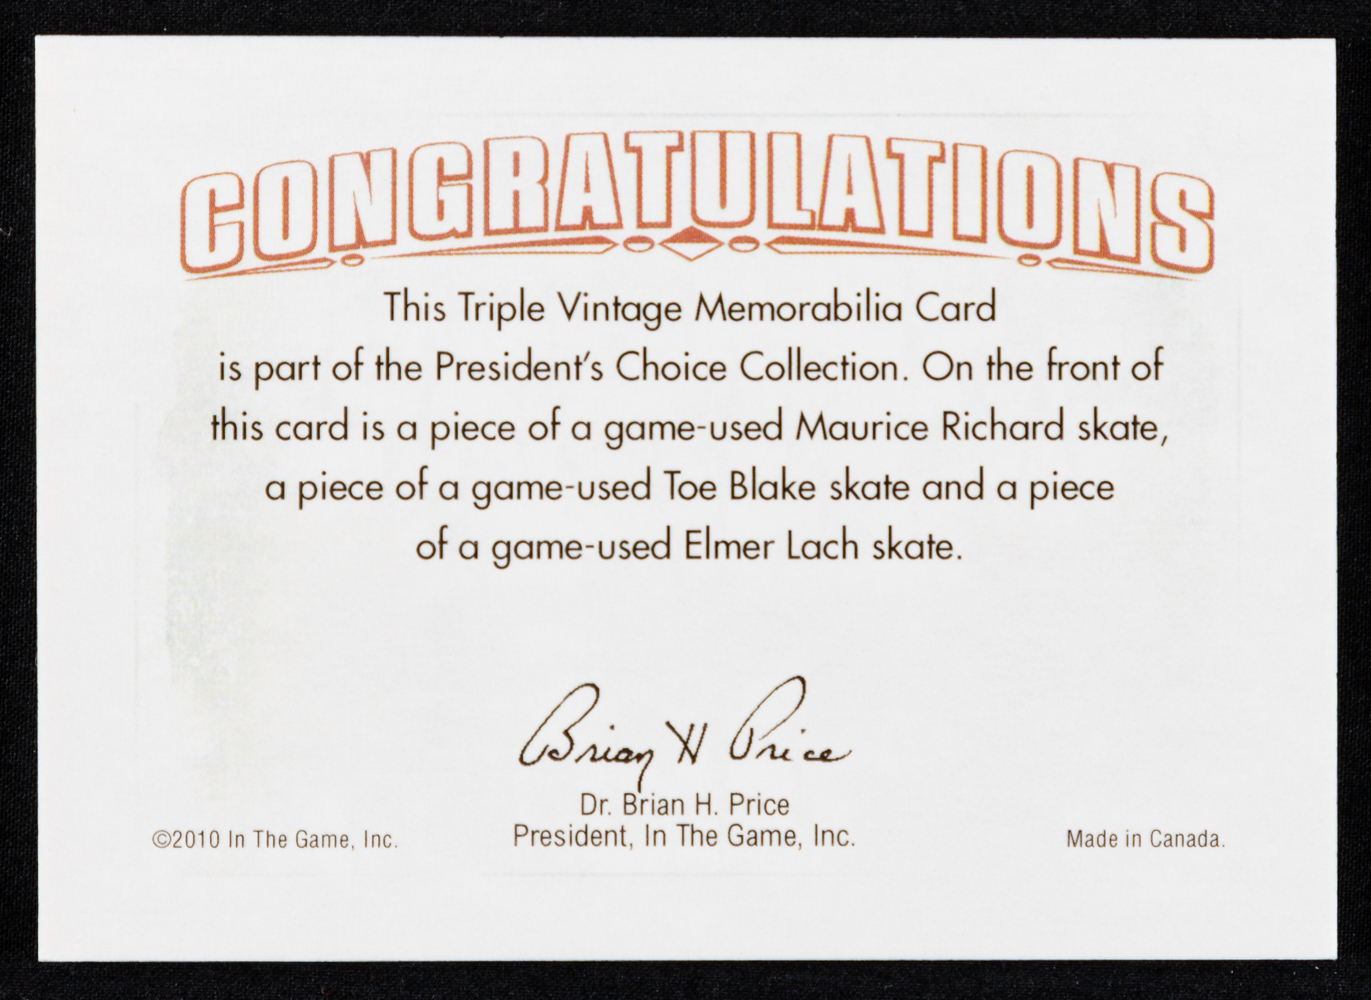 CONGRATULATIONS
This Triple Vintage Memorabilia Card
is part of the President's Choice Collection. On the front of
this card is a piece of a game-used Maurice Richard skate,
a piece of a game-used Toe Blake skate and a piece
of a game-used Elmer Lach skate.
Brian H Price
Dr. Brian H. Price
President, In The Game, Inc.
©2010 In The Game, Inc.
Made in Canada.